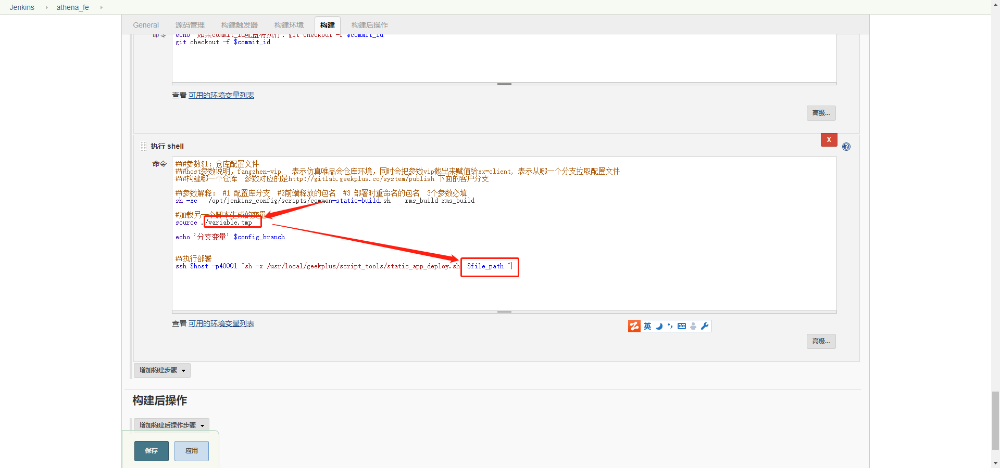 Jenkins
athena_fe
General 源码管理 构建触发器 构建环境 构建 构建后操作
命令 echo "如果commit_id配置将执行：git checkout -f $commit_id
git checkout -f $commit_id
查看 可用的环境变量列表
高级...
执行 shell
X
命令 ###参数$1：仓库配置文件
###host参数说明，fangzhen-vip 表示仿真唯品会仓库环境，同时会把参数vip截出来赋值给xx=client, 表示从哪一个分支拉取配置文件
###构建哪一个仓库 参数对应的是http://gitlab.geekplus.cc/system/publish 下面的客户分支
##参数解释： #1 配置库分支 #2前端释放的包名 #3 部署时重命名的包名 3个参数必填
sh -xe /opt/jenkins_config/scripts/common-static-build.sh rms_build rms_build
#加载另一个脚本生成的变量
source ./variable.tmp
echo '分支变量' $config_branch
##执行部署
ssh $host -p40001 "sh -x /usr/local/geekplus/script_tools/static_app_deploy.sh $file_path "
查看 可用的环境变量列表
英
高级...
增加构建步骤
构建后操作
增加构建后操作步骤
保存 应用